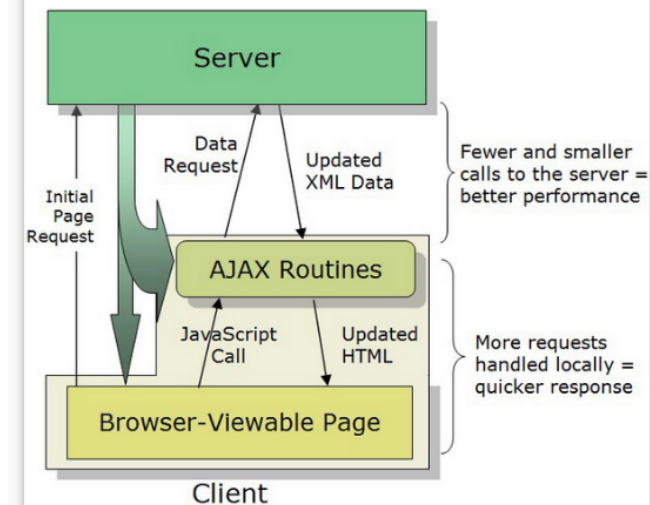 Server
Data
Request
Updated
XML Data
Fewer and smaller
calls to the server =
better performance
Initial
Page
Request
AJAX Routines
JavaScript
Call
Updated
HTML
More requests
handled locally =
quicker response
Browser-Viewable Page
Client